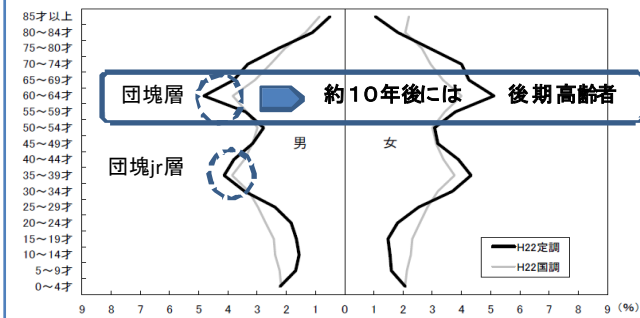 85才以上
80～84才
75～80才
70～74才
65～69才
60～64才
55～59才
50～54才
45～49才
40～44才
35～39才
30～34才
25～29才
20～24才
15～19才
10～14才
5～9才
0～4才
団塊層
約１０年後には
後期高齢者
男
女
団塊jr層
H22定調
H22国調
9 8 7 6 5 4 3 2 1 0 1 2 3 4 5 6 7 8 9 (%)